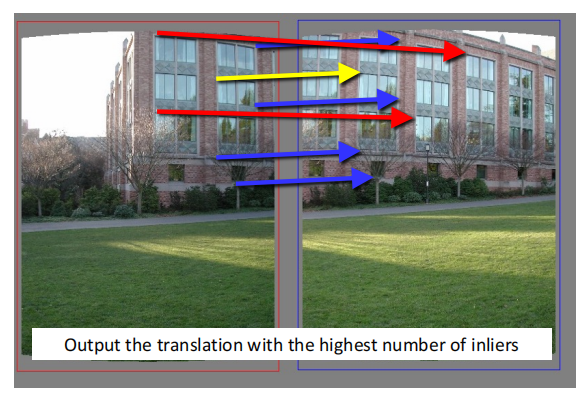 Output the translation with the highest number of inliers